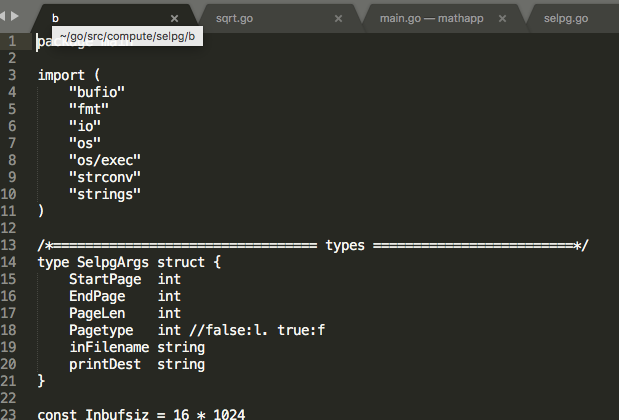 b × sqrt.go × main.go — mathapp × selpg.go
~/go/src/compute/selpg/b
1 package main
2
3 import (
4 "bufio"
5 "fmt"
6 "io"
7 "os"
8 "os/exec"
9 "strconv"
10 "strings"
11 )
12
13 /*================================= types =========================*/
14 type SelpgArgs struct {
15 StartPage int
16 EndPage int
17 PageLen int
18 Pagetype int //false:l. true:f
19 inFilename string
20 printDest string
21 }
22
23 const Inbufsiz = 16 * 1024